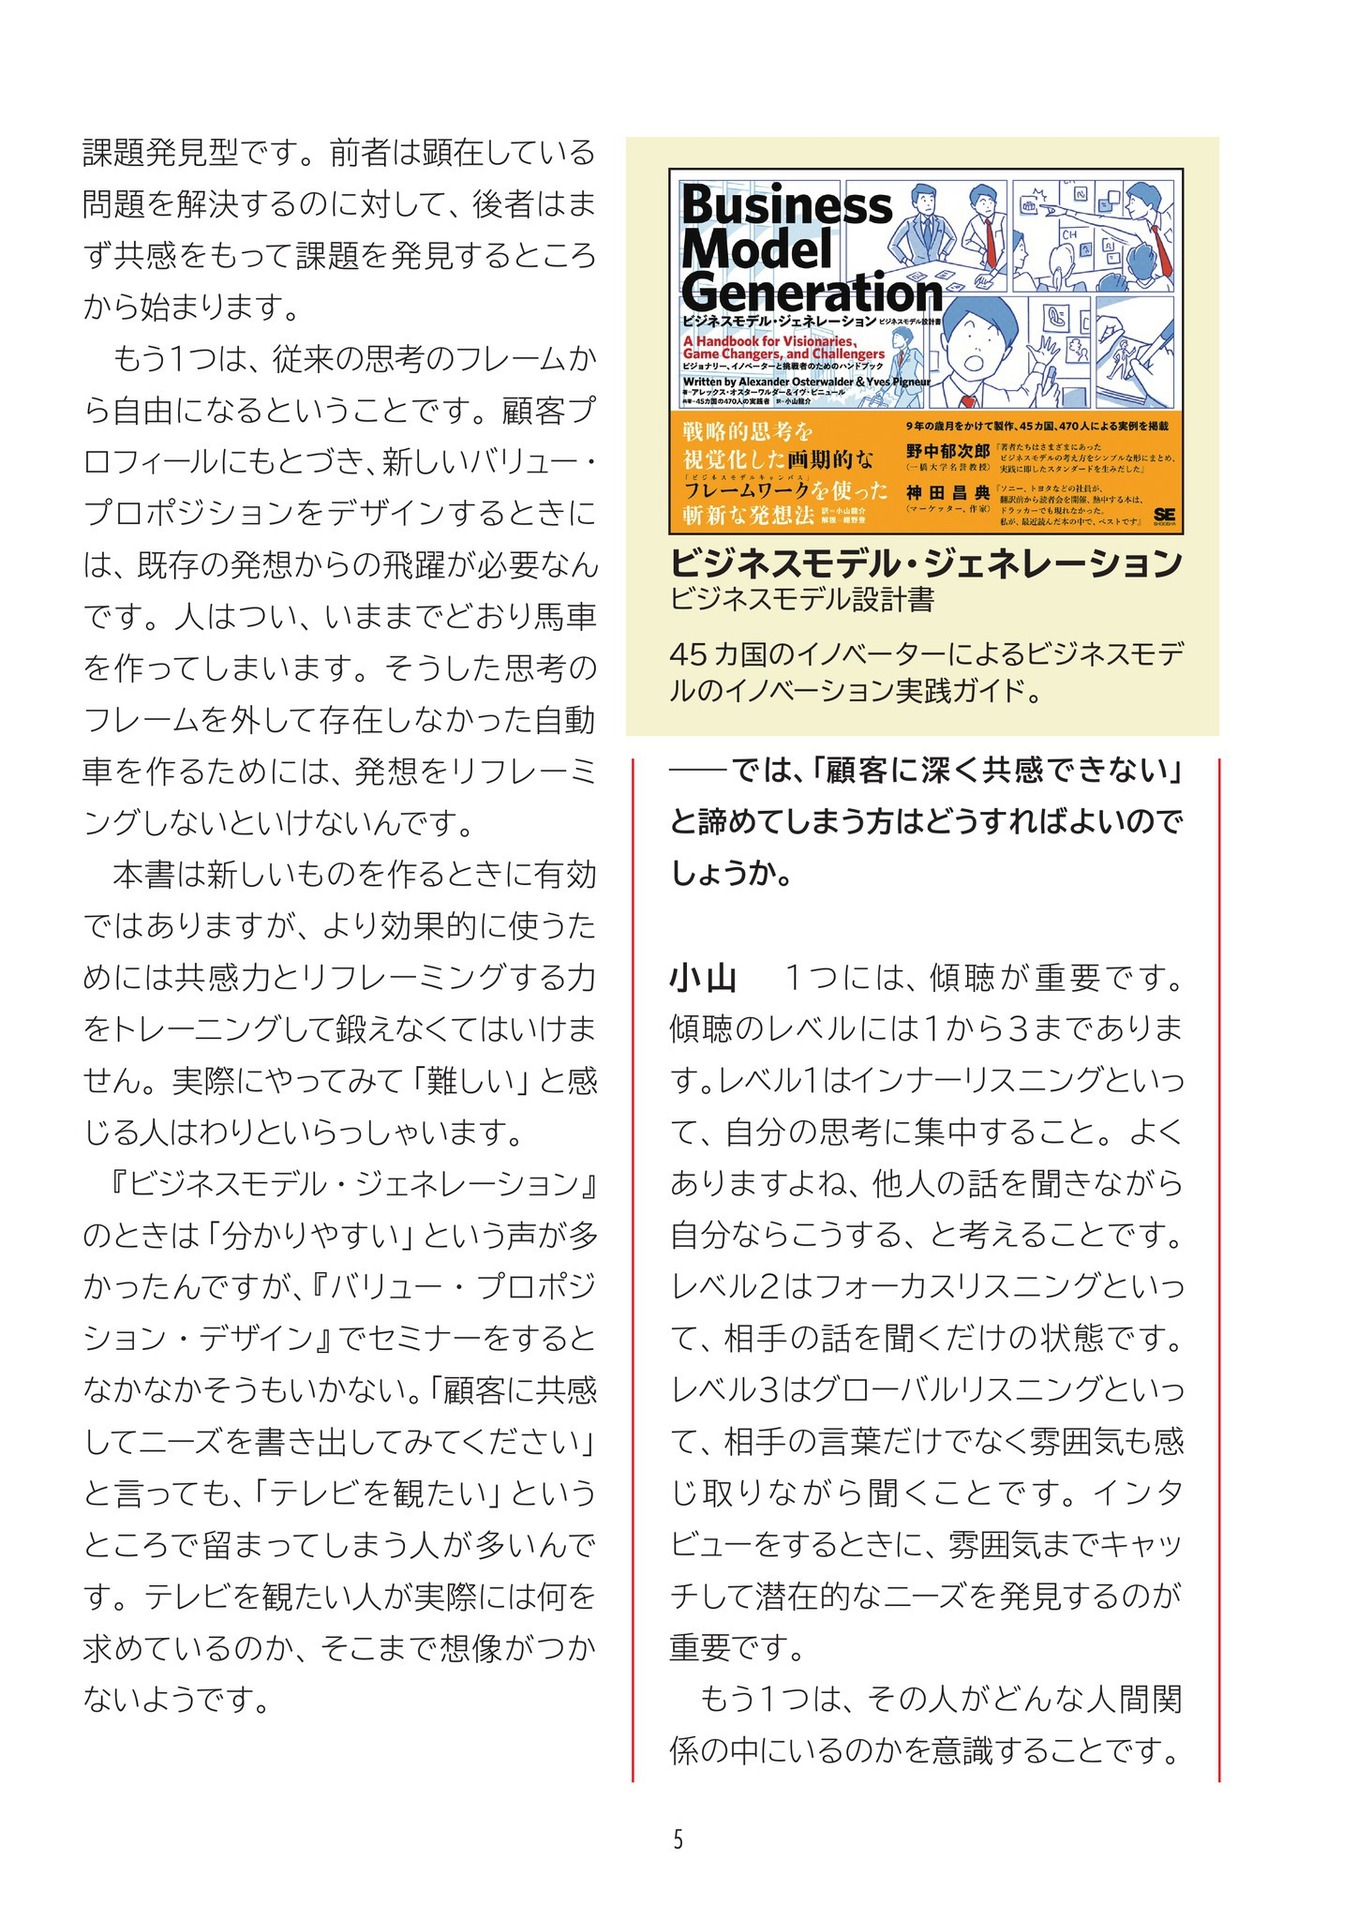 課題発見型です。前者は顕在している
問題を解決するのに対して、後者はま
ず共感をもって課題を発見するところ
から始まります。
もう1つは、従来の思考のフレームか
ら自由になるということです。顧客プ
ロフィールにもとづき、新しいバリュー・
プロポジションをデザインするときに
は、既存の発想からの飛躍が必要なん
です。人はつい、いままでどおり馬車
を作ってしまいます。そうした思考の
フレームを外して存在しなかった自動
車を作るためには、発想をリフレーミ
ングしないといけないんです。
本書は新しいものを作るときに有効
ではありますが、より効果的に使うた
めには共感力とリフレーミングする力
をトレーニングして鍛えなくてはいけま
せん。実際にやってみて「難しい」と感
じる人はわりといらっしゃいます。
『ビジネスモデル・ジェネレーション』
のときは「分かりやすい」という声が多
かったんですが、『バリュー・プロポジ
ション・デザイン』でセミナーをすると
なかなかそうもいかない。「顧客に共感
してニーズを書き出してみてください」
と言っても、「テレビを観たい」という
ところで留まってしまう人が多いんで
す。テレビを観たい人が実際には何を
求めているのか、そこまで想像がつか
ないようです。
Business
Model
Generation
ビジネスモデル・ジェネレーション ビジネスモデル設計書
A Handbook for Visionaries,
Game Changers, and Challengers
ビジョナリー、イノベーターと挑戦者のためのハンドブック
Written by Alexander Osterwalder & Yves Pigneur
著・アレックス・オスターワルダー&イヴ・ピニュール
共著・45カ国の470人の実践者 訳・小山龍介
CH
戦略的思考を
視覚化した画期的な
「ビジネスモデルキャンバス」
フレームワークを使った
斬新な発想法 訳=小山龍介
解説 紺野登
9年の歳月をかけて製作、45カ国、470人による実例を掲載
野中郁次郎
(一橋大学名誉教授)
『著者たちはさまざまにあった
ビジネスモデルの考え方をシンプルな形にまとめ、
実践に即したスタンダードを生みだした』
神田昌典
(マーケッター、作家)
『ソニー、トヨタなどの社員が、
翻訳前から読者会を開催、熱中する本は、
ドラッカーでも現れなかった。
私が、最近読んだ本の中で、ベストです』
SE
SHOEISHA
ビジネスモデル・ジェネレーション
ビジネスモデル設計書
45カ国のイノベーターによるビジネスモデ
ルのイノベーション実践ガイド。
――では、「顧客に深く共感できない」
と諦めてしまう方はどうすればよいので
しょうか。
小山　1つには、傾聴が重要です。
傾聴のレベルには1から3まであります
す。レベル1はインナーリスニングといっ
て、自分の思考に集中すること。よく
ありますよね、他人の話を聞きながら
自分ならこうする、と考えることです。
レベル2はフォーカスリスニングといっ
て、相手の話を聞くだけの状態です。
レベル3はグローバルリスニングといっ
て、相手の言葉だけでなく雰囲気も感
じ取りながら聞くことです。インタ
ビューをするときに、雰囲気までキャッ
チして潜在的なニーズを発見するのが
重要です。
もう1つは、その人がどんな人間関
係の中にいるのかを意識することです。
5